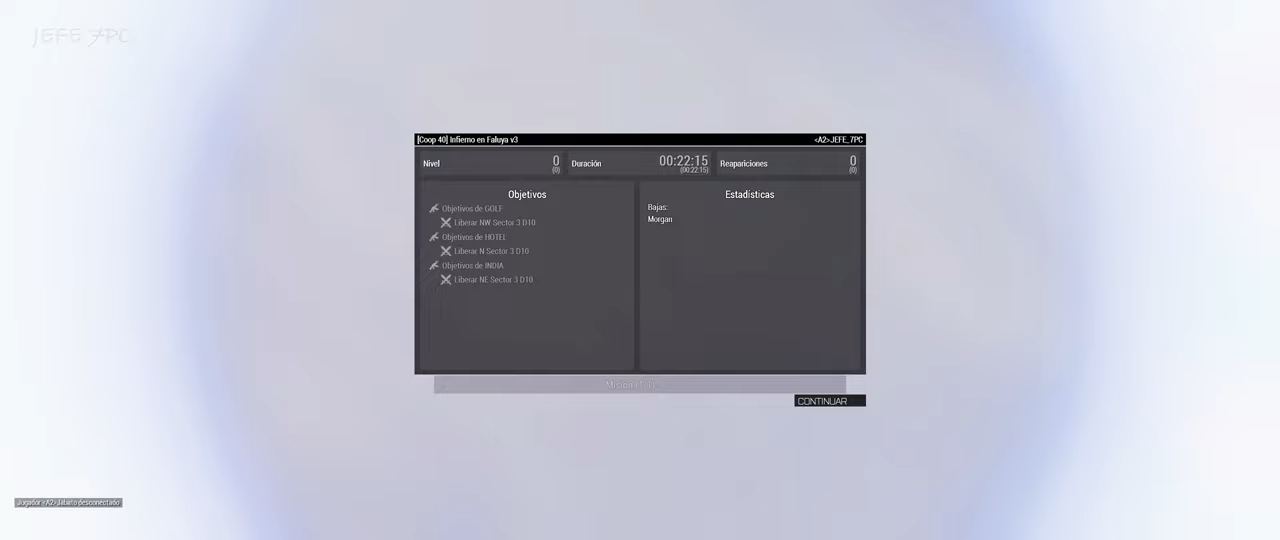 JEFE 7PC
[Coop 40] Infierno en Faluya v3
<A2>JEFE_7PC
Nivel
0
(0)
Duración
00:22:15
(00:22:15)
Reapariciones
0
(0)
Objetivos
Objetivos de GOLF
Liberar NW Sector 3 D10
Objetivos de HOTEL
Liberar N Sector 3 D10
Objetivos de INDIA
Liberar NE Sector 3 D10
Estadísticas
Bajas:
Morgan
CONTINUAR
Jugador <A2>Jabato desconectado